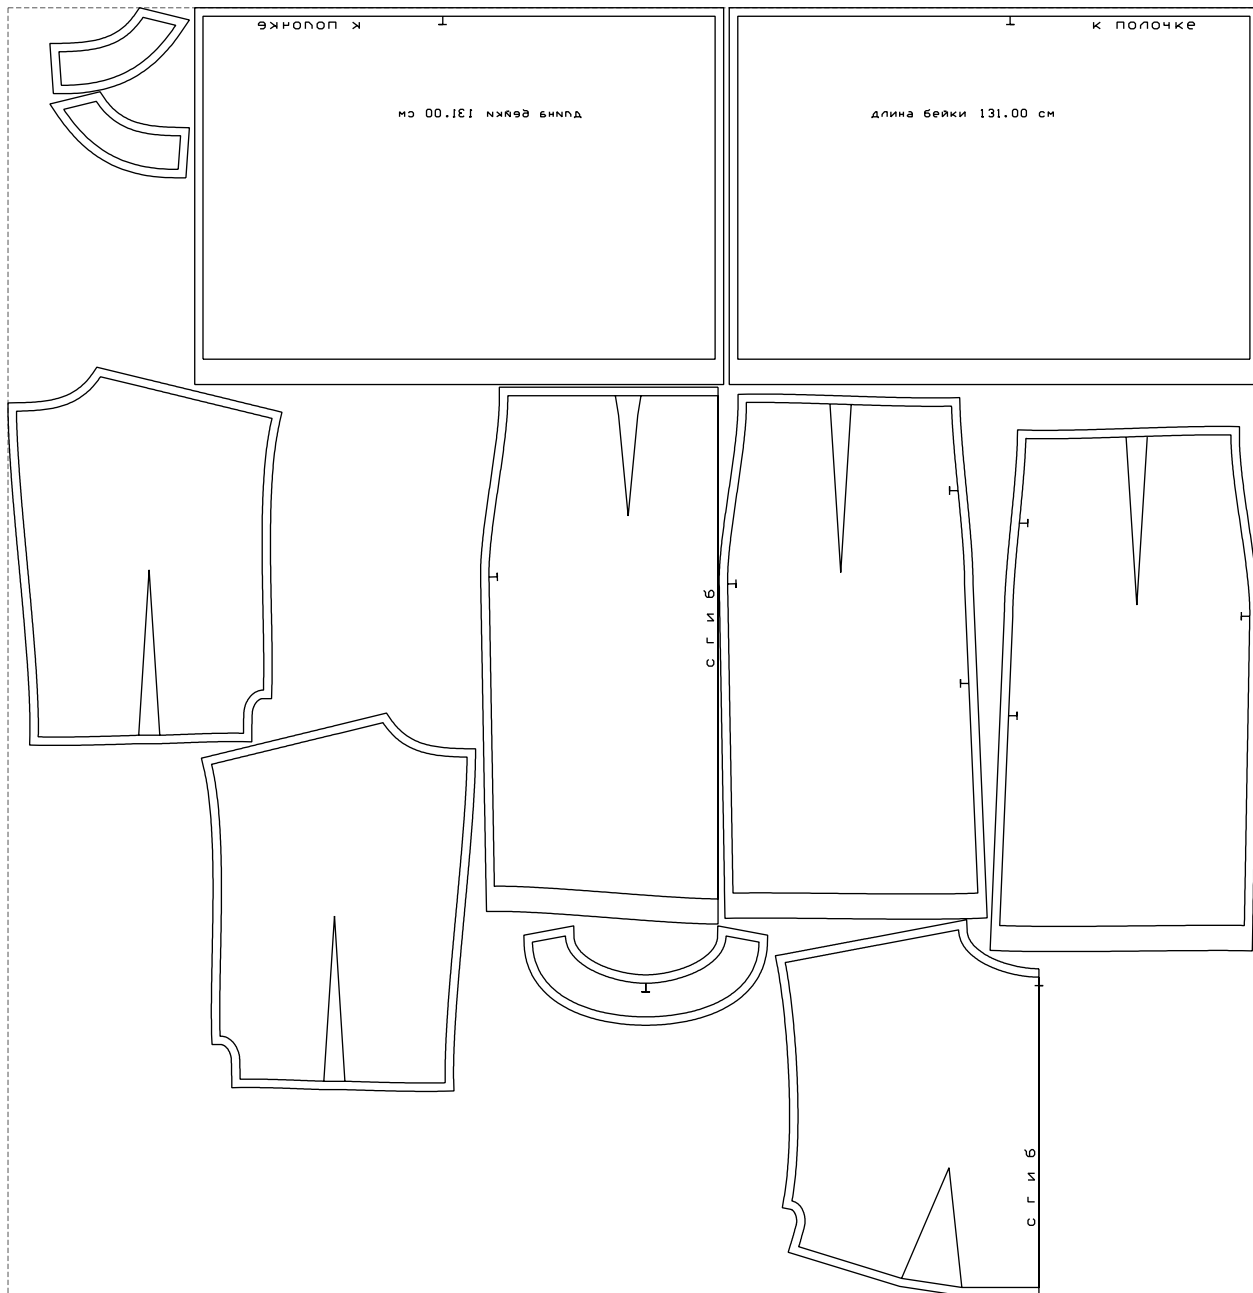 к полочке
к полочке
длина бейки 131.00 см
длина бейки 131.00 см
сгиб
сгиб